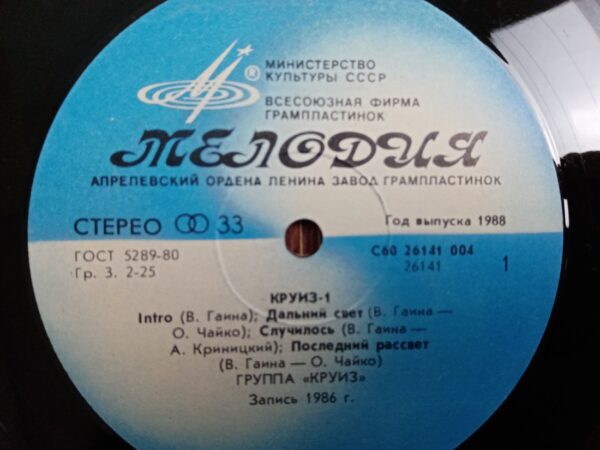 МИНИСТЕРСТВО
КУЛЬТУРЫ СССР
®
ВСЕСОЮЗНАЯ ФИРМА
ГРАМПЛАСТИНОК
МЕЛОДИЯ
АПРЕЛЕВСКИЙ ОРДЕНА ЛЕНИНА ЗАВОД ГРАМПЛАСТИНОК
СТЕРЕО 33
Год выпуска 1988
ГОСТ 5289-80
С60 26141 004
Гр. 3. 2-25
26141
1
КРУИЗ-1
Intro (В. Гаина); Дальний свет (В. Гаина —
О. Чайко); Случилось (В. Гаина —
А. Криницкий); Последний рассвет
(В. Гаина — О. Чайко)
ГРУППА «КРУИЗ»
Запись 1986 г.